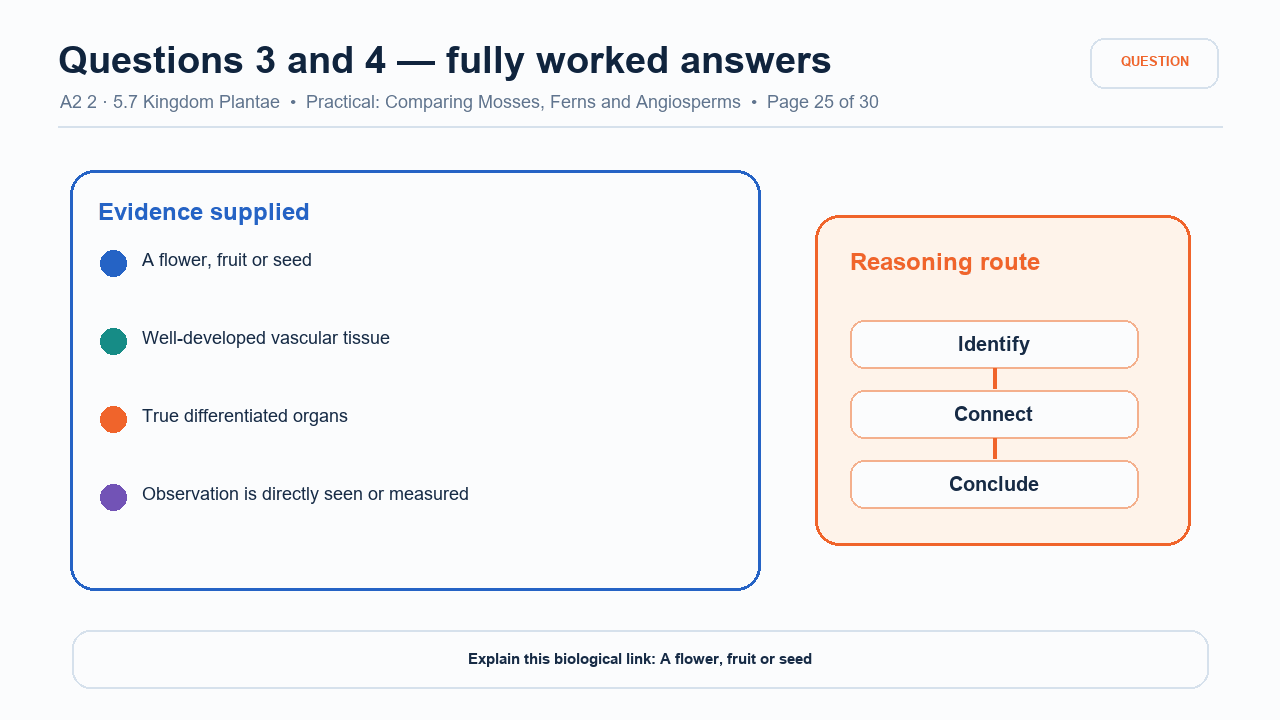 Questions 3 and 4 — fully worked answers
QUESTION
A2 2 · 5.7 Kingdom Plantae • Practical: Comparing Mosses, Ferns and Angiosperms • Page 25 of 30
Evidence supplied
A flower, fruit or seed
Well-developed vascular tissue
True differentiated organs
Observation is directly seen or measured
Reasoning route
Identify
Connect
Conclude
Explain this biological link: A flower, fruit or seed